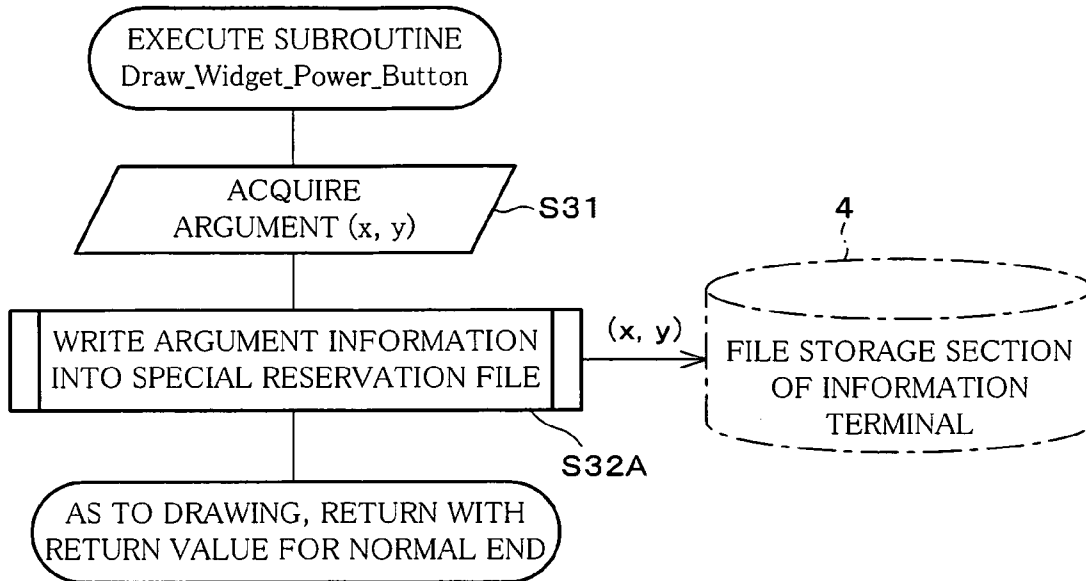 EXECUTE SUBROUTINE
Draw_Widget_Power_Button
ACQUIRE
ARGUMENT (x, y)
S31
WRITE ARGUMENT INFORMATION
INTO SPECIAL RESERVATION FILE
S32A
(x, y)
4
FILE STORAGE SECTION
OF INFORMATION
TERMINAL
AS TO DRAWING, RETURN WITH
RETURN VALUE FOR NORMAL END